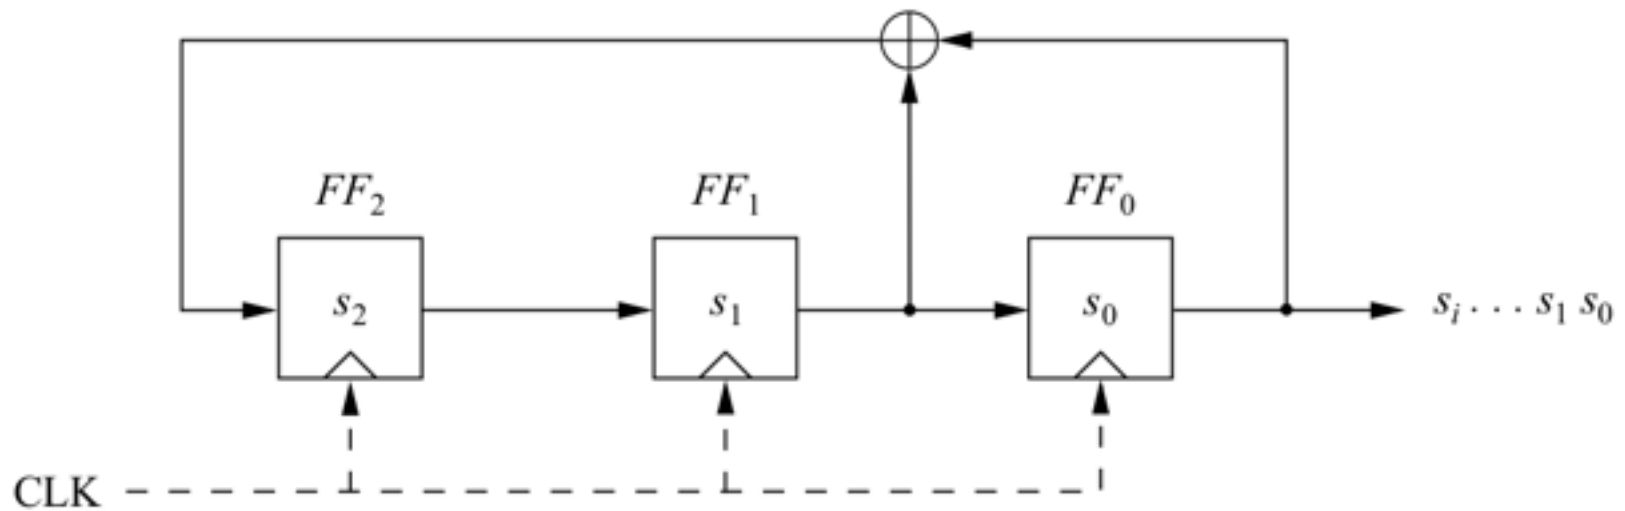 FF₂ FF₁ FF₀
s₂ s₁ s₀ sᵢ . . . s₁ s₀
CLK